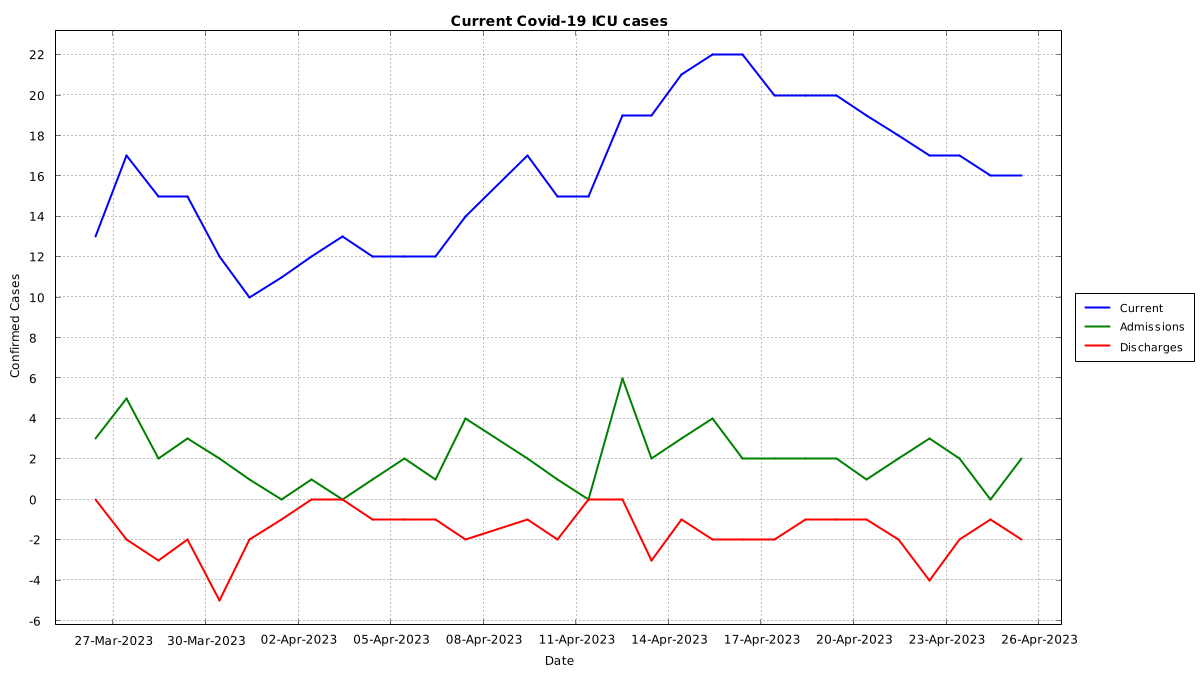 Current Covid-19 ICU cases
Confirmed Cases
22
20
18
16
14
12
10
8
6
4
2
0
-2
-4
-6
27-Mar-2023 30-Mar-2023 02-Apr-2023 05-Apr-2023 08-Apr-2023 11-Apr-2023 14-Apr-2023 17-Apr-2023 20-Apr-2023 23-Apr-2023 26-Apr-2023
Date
Current
Admissions
Discharges